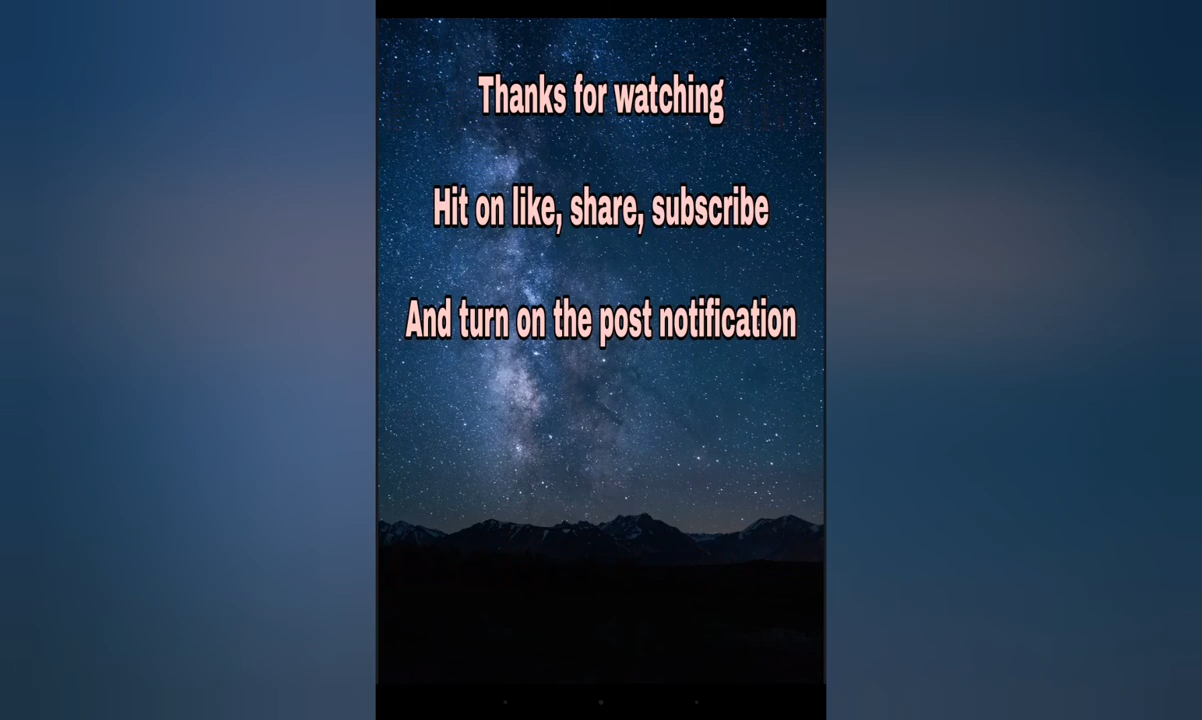 Thanks for watching
Hit on like, share, subscribe
And turn on the post notification